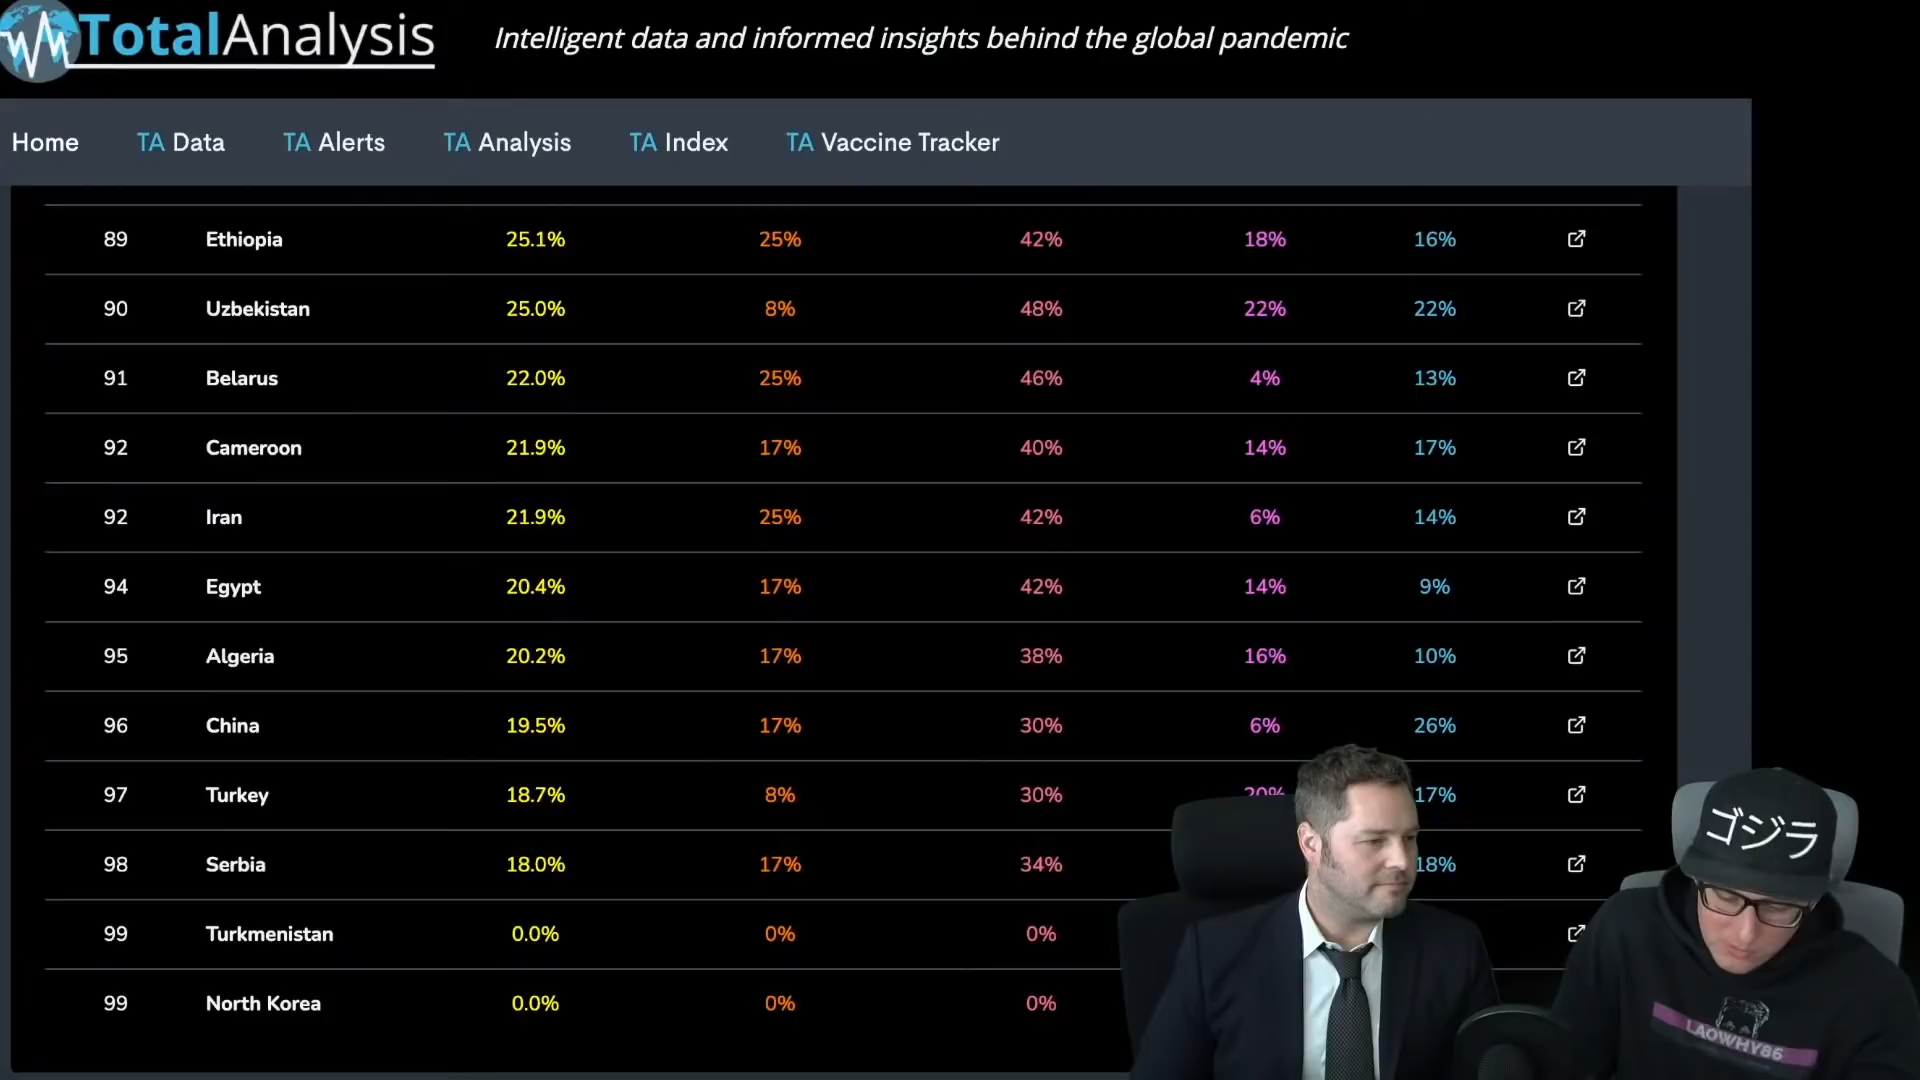 TotalAnalysis
Intelligent data and informed insights behind the global pandemic
Home TA Data TA Alerts TA Analysis TA Index TA Vaccine Tracker
89 Ethiopia 25.1% 25% 42% 18% 16%
90 Uzbekistan 25.0% 8% 48% 22% 22%
91 Belarus 22.0% 25% 46% 4% 13%
92 Cameroon 21.9% 17% 40% 14% 17%
92 Iran 21.9% 25% 42% 6% 14%
94 Egypt 20.4% 17% 42% 14% 9%
95 Algeria 20.2% 17% 38% 16% 10%
96 China 19.5% 17% 30% 6% 26%
97 Turkey 18.7% 8% 30% 20% 17%
98 Serbia 18.0% 17% 34% 18%
99 Turkmenistan 0.0% 0% 0%
99 North Korea 0.0% 0% 0%
ゴジラ
LAOWHY86